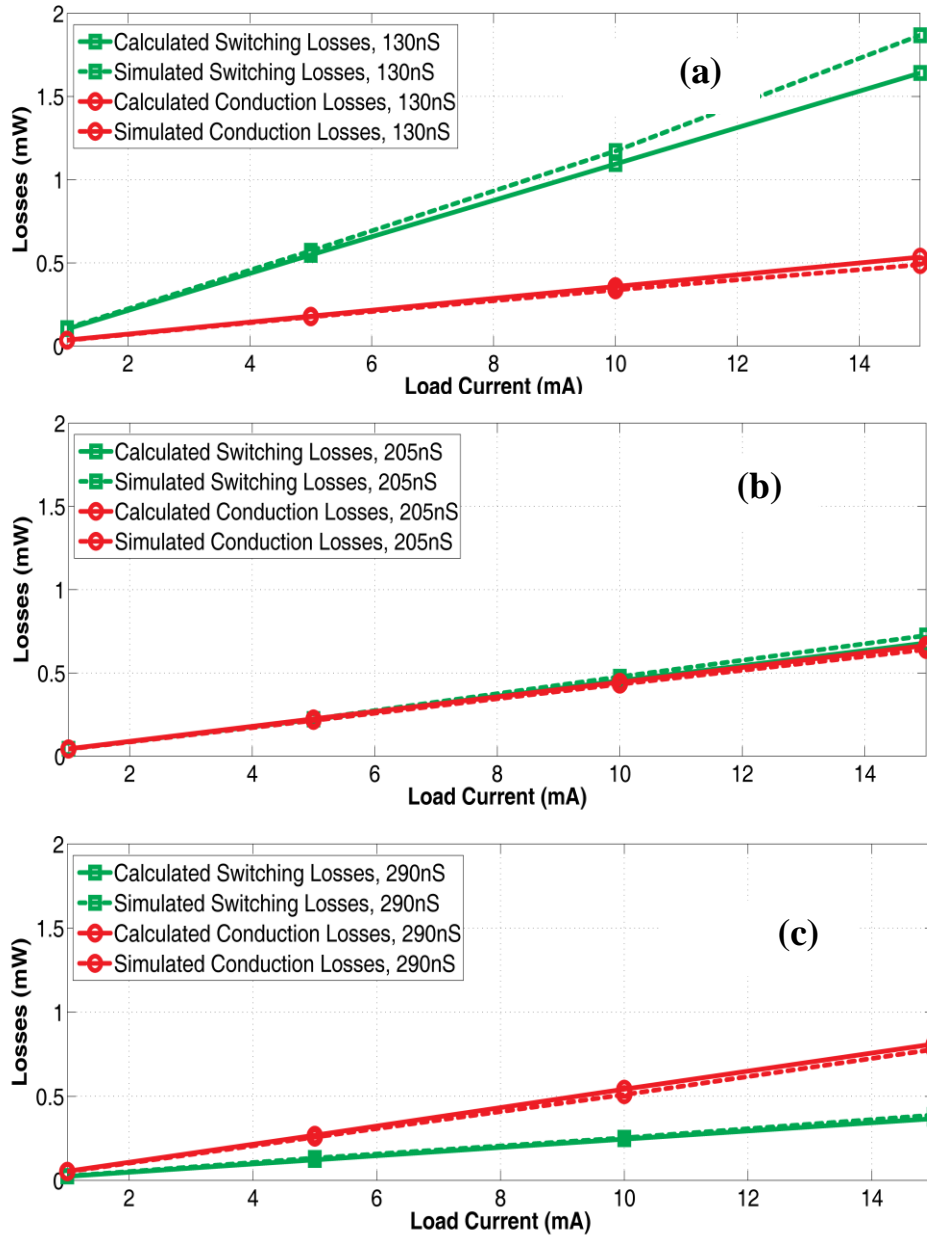 2
1.5
1
0.5
0
Losses (mW)
Calculated Switching Losses, 130nS
Simulated Switching Losses, 130nS
Calculated Conduction Losses, 130nS
Simulated Conduction Losses, 130nS
(a)
2 4 6 8 10 12 14
Load Current (mA)
2
1.5
1
0.5
0
Losses (mW)
Calculated Switching Losses, 205nS
Simulated Switching Losses, 205nS
Calculated Conduction Losses, 205nS
Simulated Conduction Losses, 205nS
(b)
2 4 6 8 10 12 14
Load Current (mA)
2
1.5
1
0.5
0
Losses (mW)
Calculated Switching Losses, 290nS
Simulated Switching Losses, 290nS
Calculated Conduction Losses, 290nS
Simulated Conduction Losses, 290nS
(c)
2 4 6 8 10 12 14
Load Current (mA)